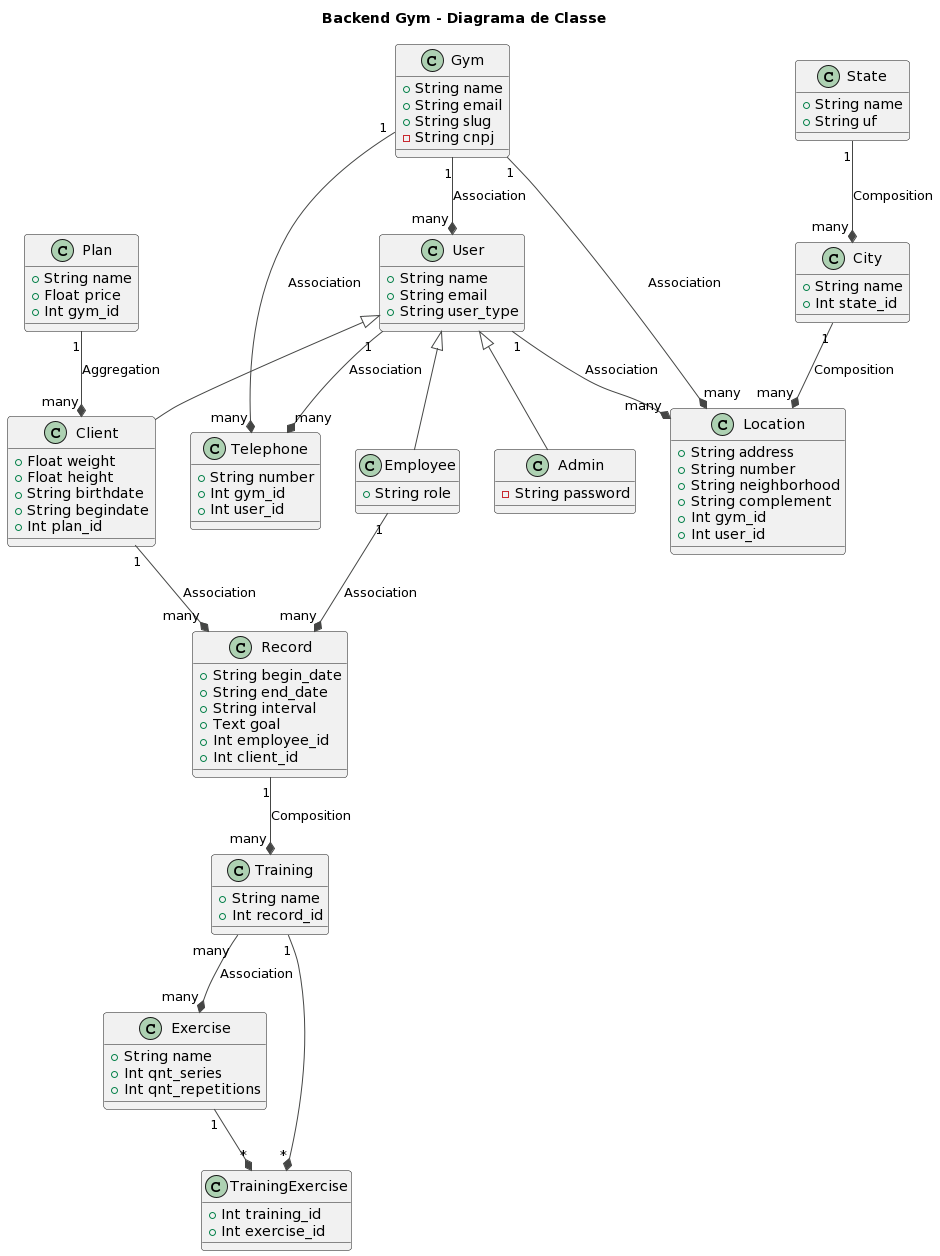 Backend Gym - Diagrama de Classe
C Gym
String name
String email
String slug
String cnpj
C State
String name
String uf
1
1
1
1
Association
Composition
many
many
C Plan
String name
Float price
Int gym_id
C User
String name
String email
String user_type
C City
String name
Int state_id
Association
Association
1
1
1
1
Aggregation
Association
Association
Composition
many
many
many
many
many
many
C Client
Float weight
Float height
String birthdate
String begindate
Int plan_id
C Telephone
String number
Int gym_id
Int user_id
C Employee
String role
C Admin
String password
C Location
String address
String number
String neighborhood
String complement
Int gym_id
Int user_id
1
1
Association
Association
many
many
C Record
String begin_date
String end_date
String interval
Text goal
Int employee_id
Int client_id
1
Composition
many
C Training
String name
Int record_id
many
1
Association
many
C Exercise
String name
Int qnt_series
Int qnt_repetitions
1
*
*
C TrainingExercise
Int training_id
Int exercise_id